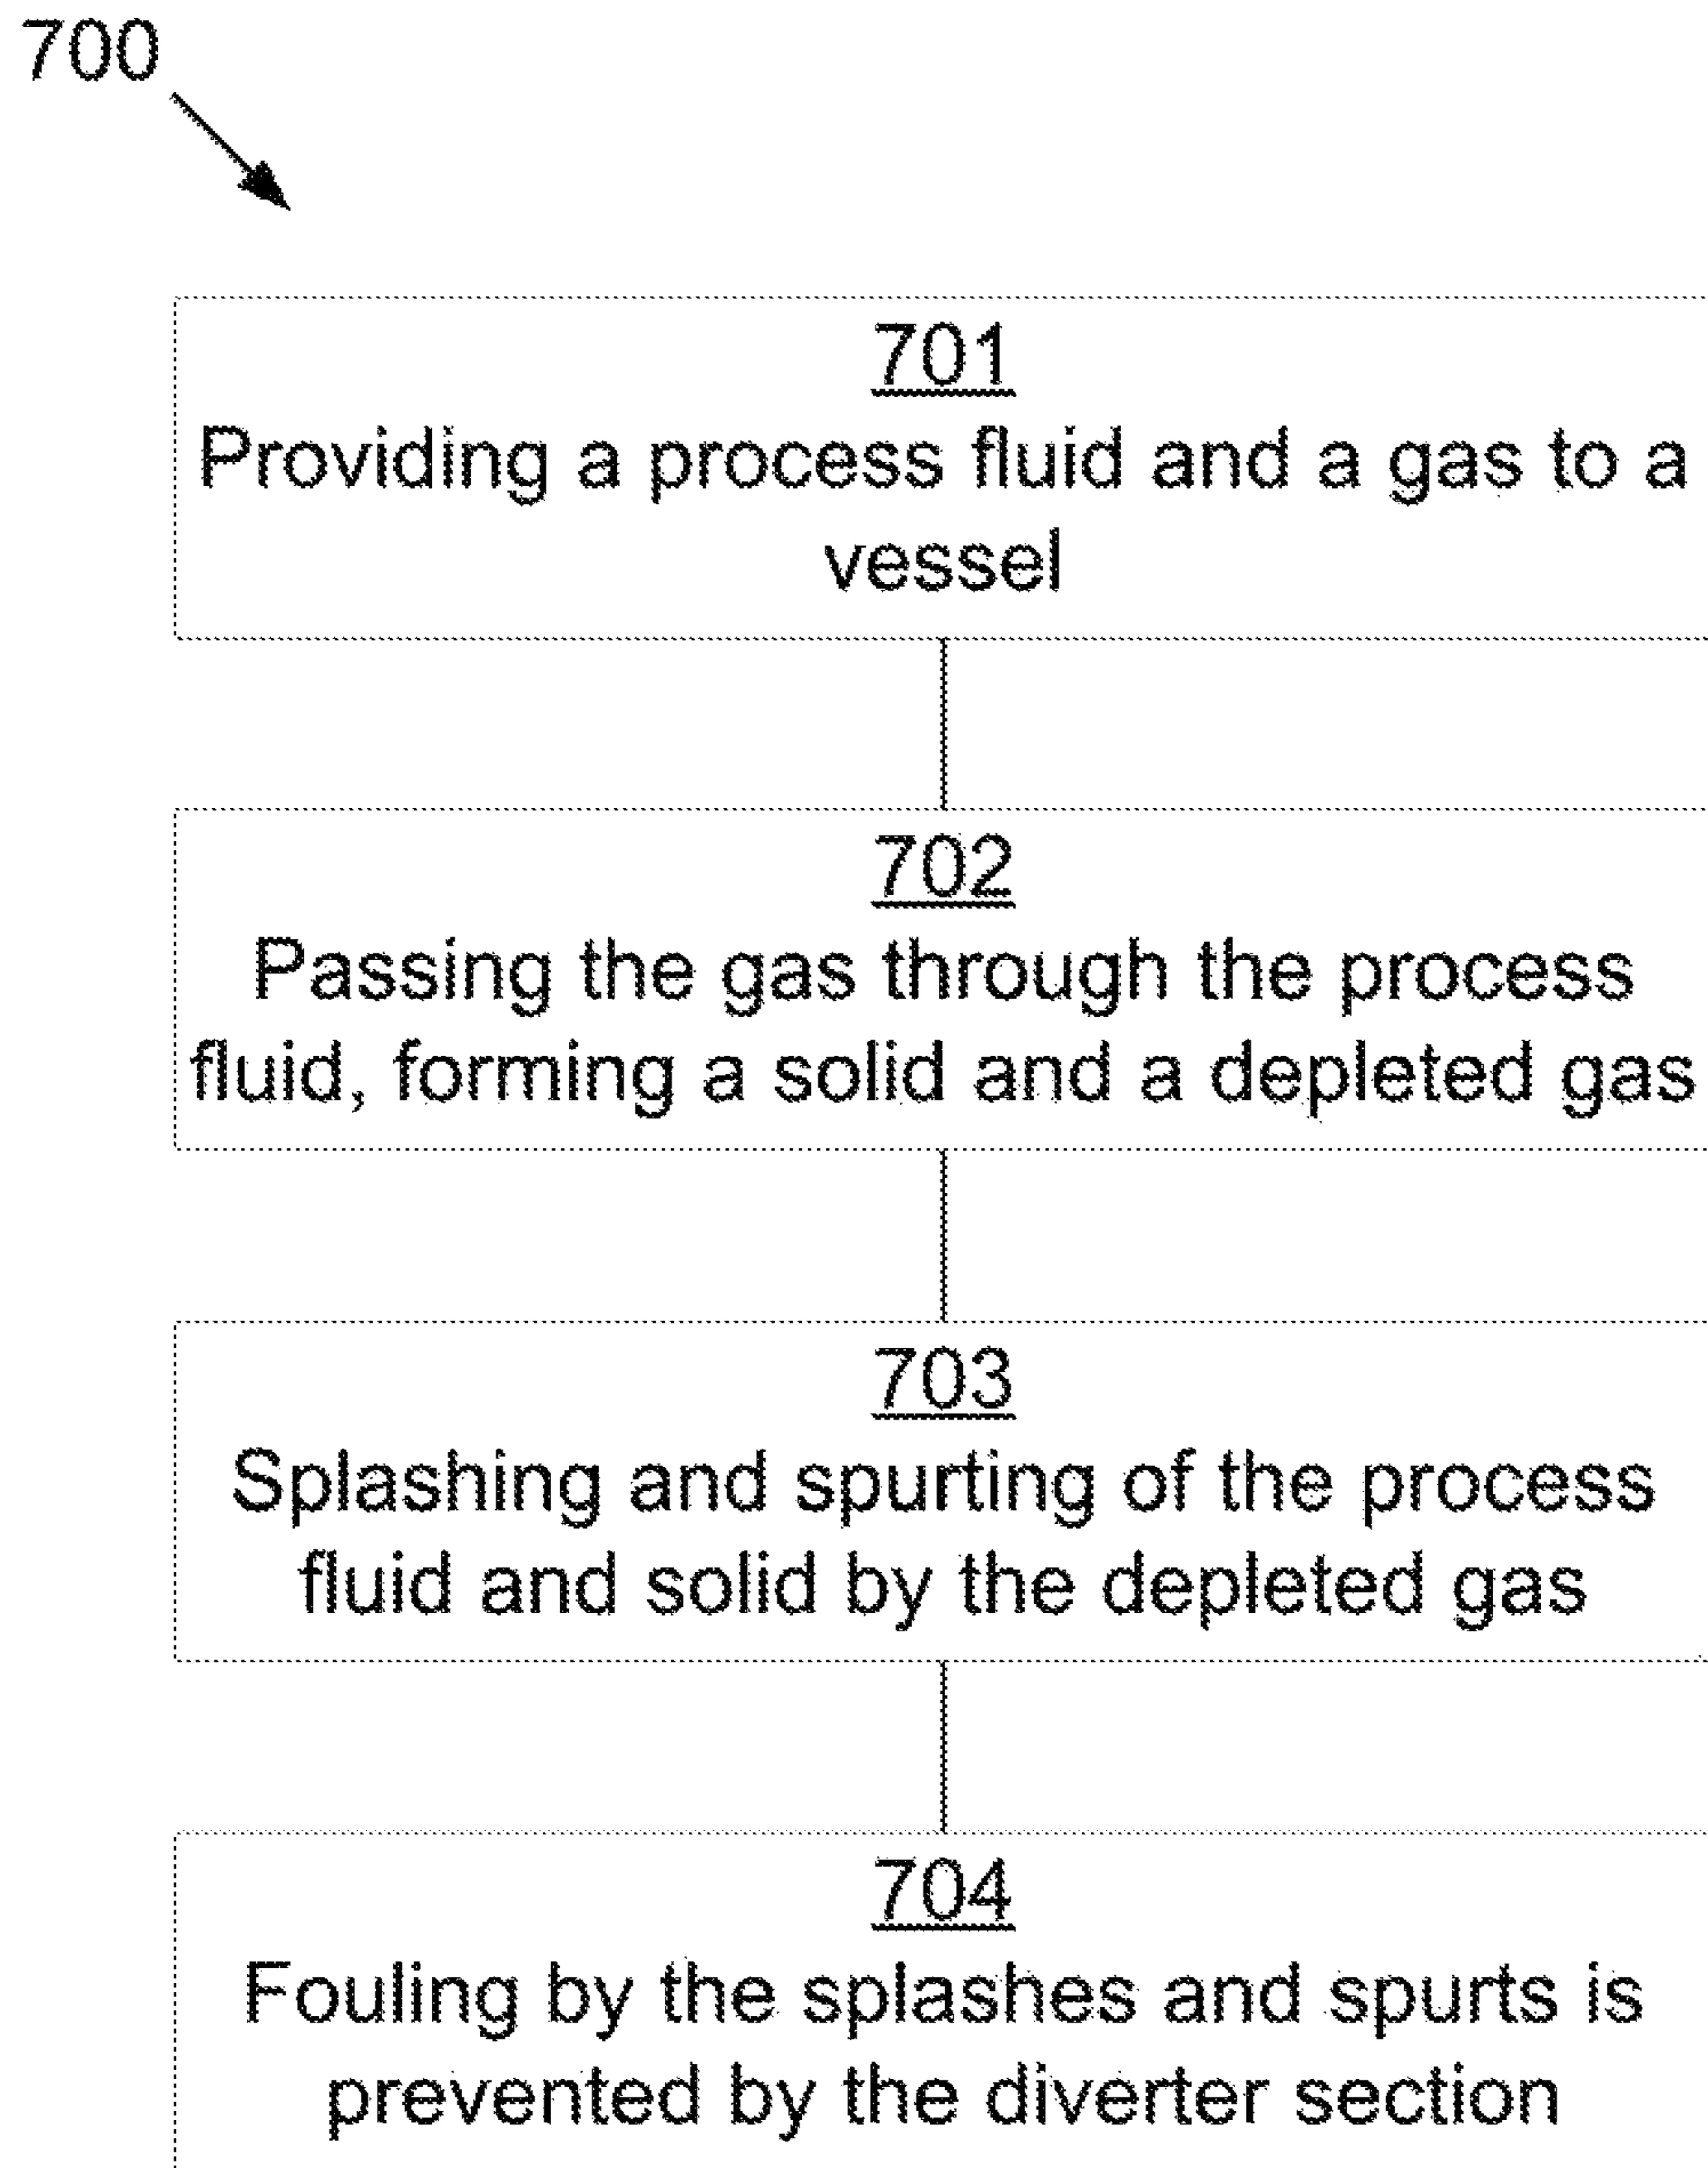 700
701
Providing a process fluid and a gas to a
vessel
702
Passing the gas through the process
fluid, forming a solid and a depleted gas
703
Splashing and spurting of the process
fluid and solid by the depleted gas
704
Fouling by the splashes and spurts is
prevented by the diverter section